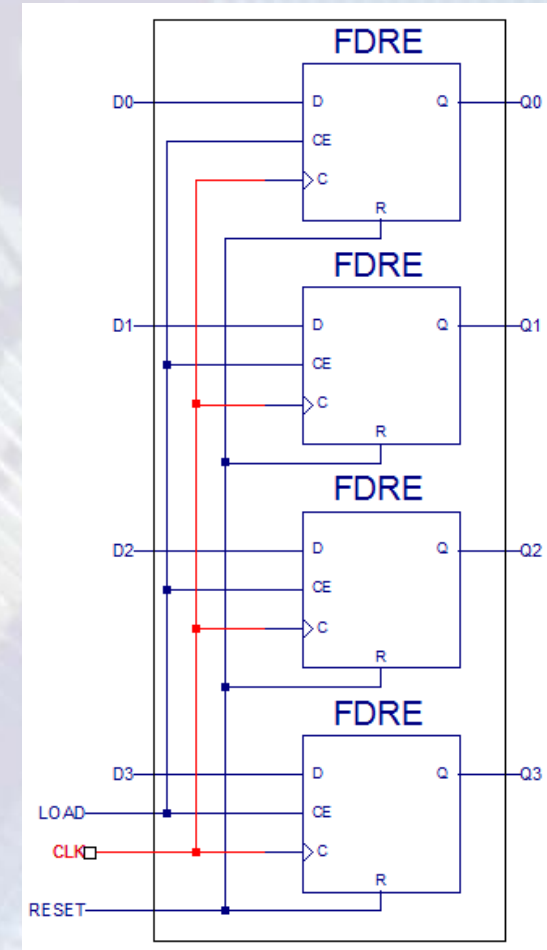 FDRE
D0 D Q Q0
CE
C
R
FDRE
D1 D Q Q1
CE
C
R
FDRE
D2 D Q Q2
CE
C
R
FDRE
D3 D Q Q3
LOAD CE
CLK C
R
RESET